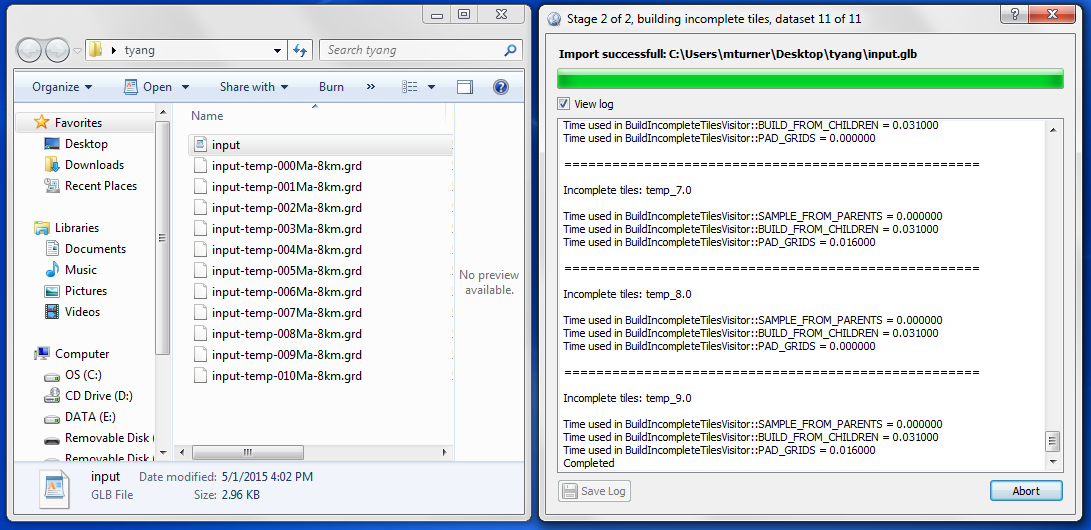 tyang
Search tyang
Organize
Open
Share with
Burn
»
?
Favorites
Desktop
Downloads
Recent Places
Libraries
Documents
Music
Pictures
Videos
Computer
OS (C:)
CD Drive (D:)
DATA (E:)
Removable Disk (
Removable Disk (
Name
input
input-temp-000Ma-8km.grd
input-temp-001Ma-8km.grd
input-temp-002Ma-8km.grd
input-temp-003Ma-8km.grd
input-temp-004Ma-8km.grd
input-temp-005Ma-8km.grd
input-temp-006Ma-8km.grd
input-temp-007Ma-8km.grd
input-temp-008Ma-8km.grd
input-temp-009Ma-8km.grd
input-temp-010Ma-8km.grd
No preview
available.
input Date modified: 5/1/2015 4:02 PM
GLB File Size: 2.96 KB
Stage 2 of 2, building incomplete tiles, dataset 11 of 11
?
Import successfull: C:\Users\mturner\Desktop\tyang\input.glb
View log
Time used in BuildIncompleteTilesVisitor::BUILD_FROM_CHILDREN = 0.031000
Time used in BuildIncompleteTilesVisitor::PAD_GRIDS = 0.000000
====================================================
Incomplete tiles: temp_7.0
Time used in BuildIncompleteTilesVisitor::SAMPLE_FROM_PARENTS = 0.000000
Time used in BuildIncompleteTilesVisitor::BUILD_FROM_CHILDREN = 0.031000
Time used in BuildIncompleteTilesVisitor::PAD_GRIDS = 0.016000
====================================================
Incomplete tiles: temp_8.0
Time used in BuildIncompleteTilesVisitor::SAMPLE_FROM_PARENTS = 0.000000
Time used in BuildIncompleteTilesVisitor::BUILD_FROM_CHILDREN = 0.031000
Time used in BuildIncompleteTilesVisitor::PAD_GRIDS = 0.000000
====================================================
Incomplete tiles: temp_9.0
Time used in BuildIncompleteTilesVisitor::SAMPLE_FROM_PARENTS = 0.000000
Time used in BuildIncompleteTilesVisitor::BUILD_FROM_CHILDREN = 0.031000
Time used in BuildIncompleteTilesVisitor::PAD_GRIDS = 0.016000
Completed
Save Log
Abort